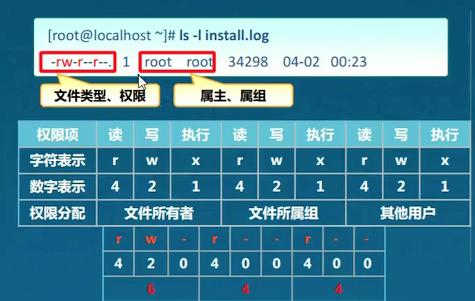 [root@localhost ~]# ls -l install.log
-rw-r--r--. 1 root root 34298 04-02 00:23
文件类型、权限 属主、属组
权限项 读 写 执行 读 写 执行 读 写 执行
字符表示 r w x r w x r w x
数字表示 4 2 1 4 2 1 4 2 1
权限分配 文件所有者 文件所属组 其他用户
r w - r - - r - -
4 2 0 4 0 0 4 0 0
6 4 4